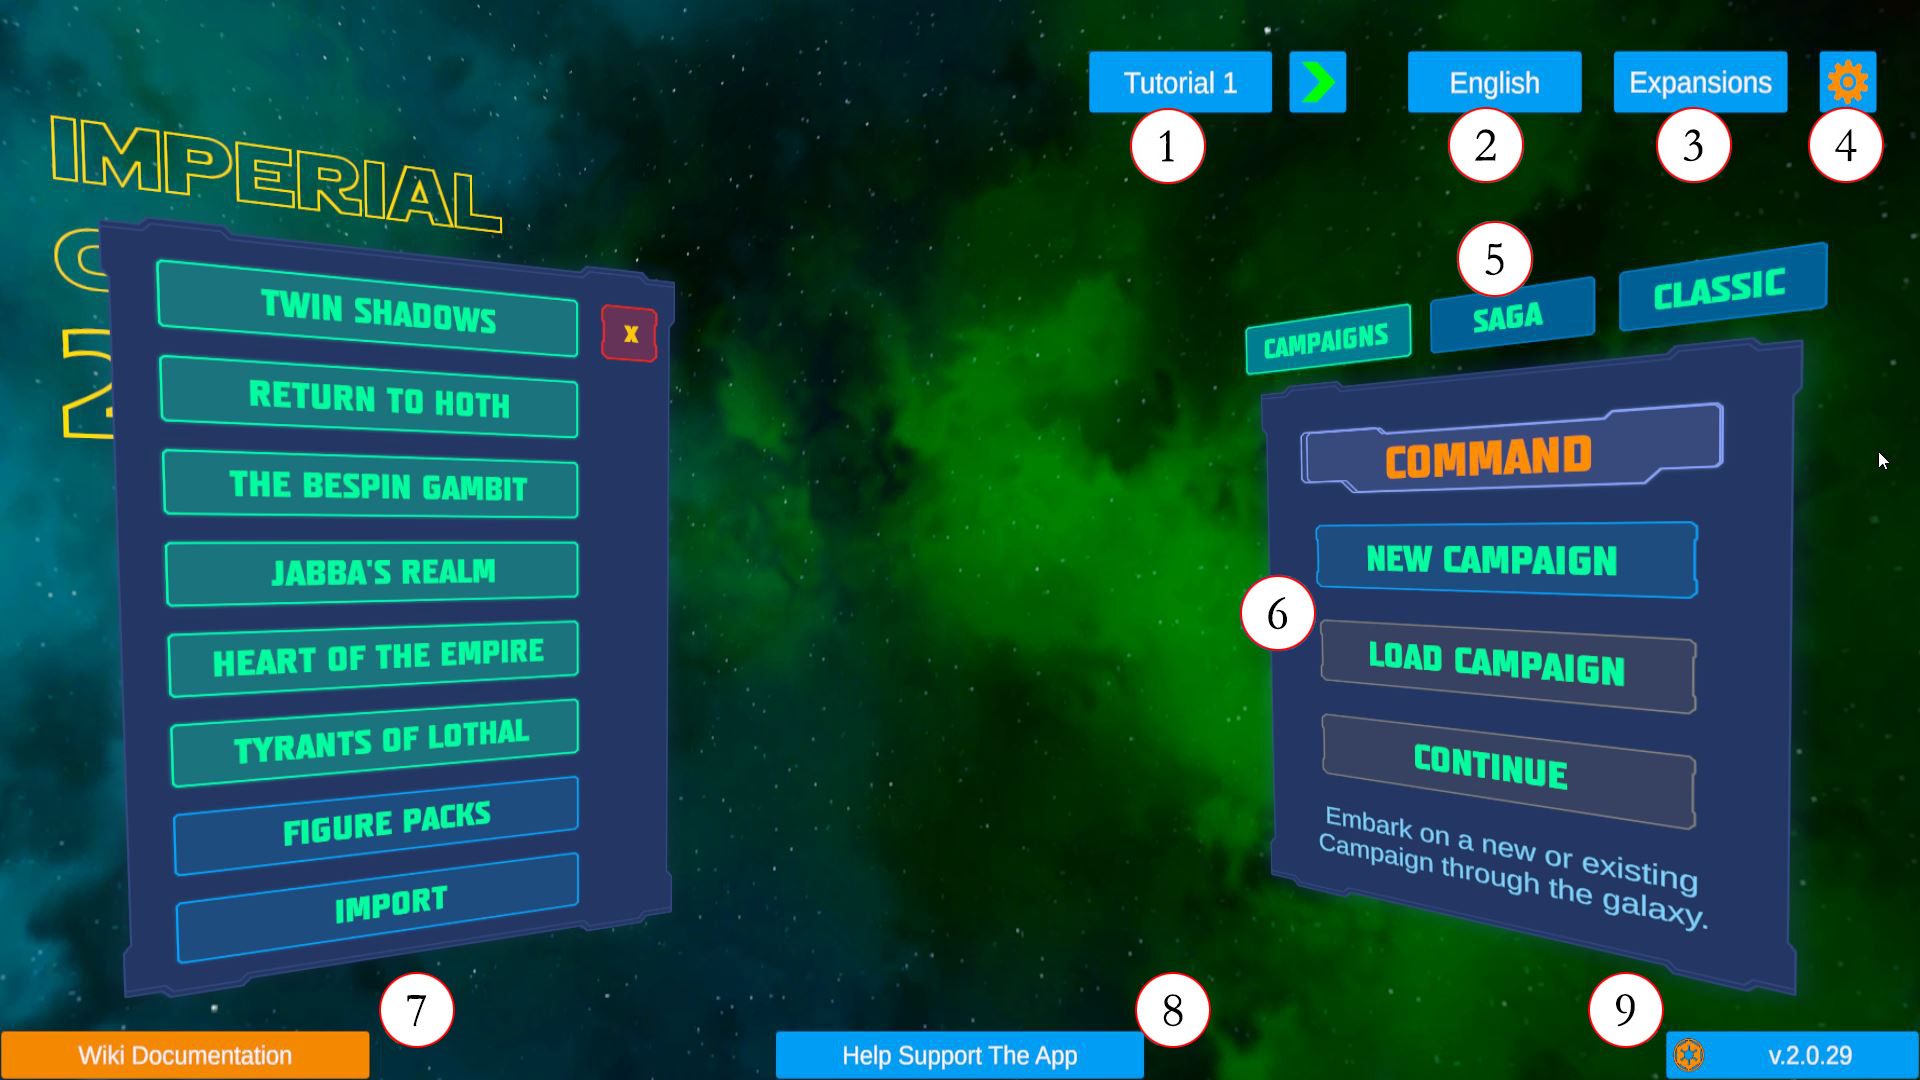 Tutorial 1
English
Expansions
1
2
3
4
IMPERIAL
C
2
TWIN SHADOWS
X
RETURN TO HOTH
THE BESPIN GAMBIT
JABBA'S REALM
HEART OF THE EMPIRE
TYRANTS OF LOTHAL
FIGURE PACKS
IMPORT
5
CAMPAIGNS
SAGA
CLASSIC
COMMAND
NEW CAMPAIGN
6
LOAD CAMPAIGN
CONTINUE
Embark on a new or existing
Campaign through the galaxy.
7
8
9
Wiki Documentation
Help Support The App
v.2.0.29